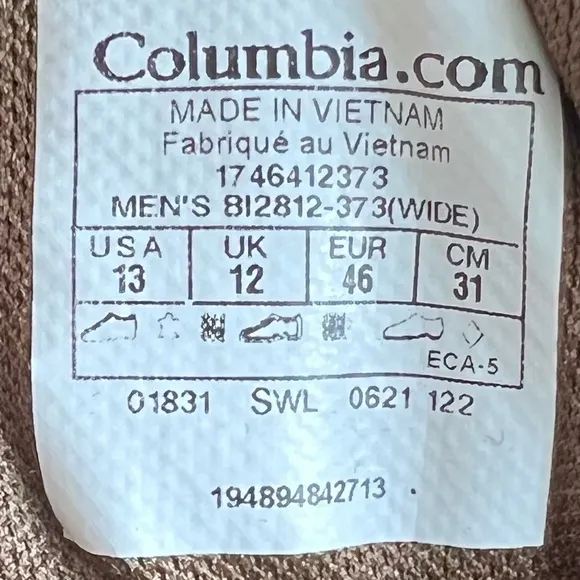 Columbia.com
MADE IN VIETNAM
Fabriqué au Vietnam
1746412373
MEN'S BI2812-373(WIDE)
USA UK EUR CM
13 12 46 31
ECA-5
01831 SWL 0621 122
194894842713